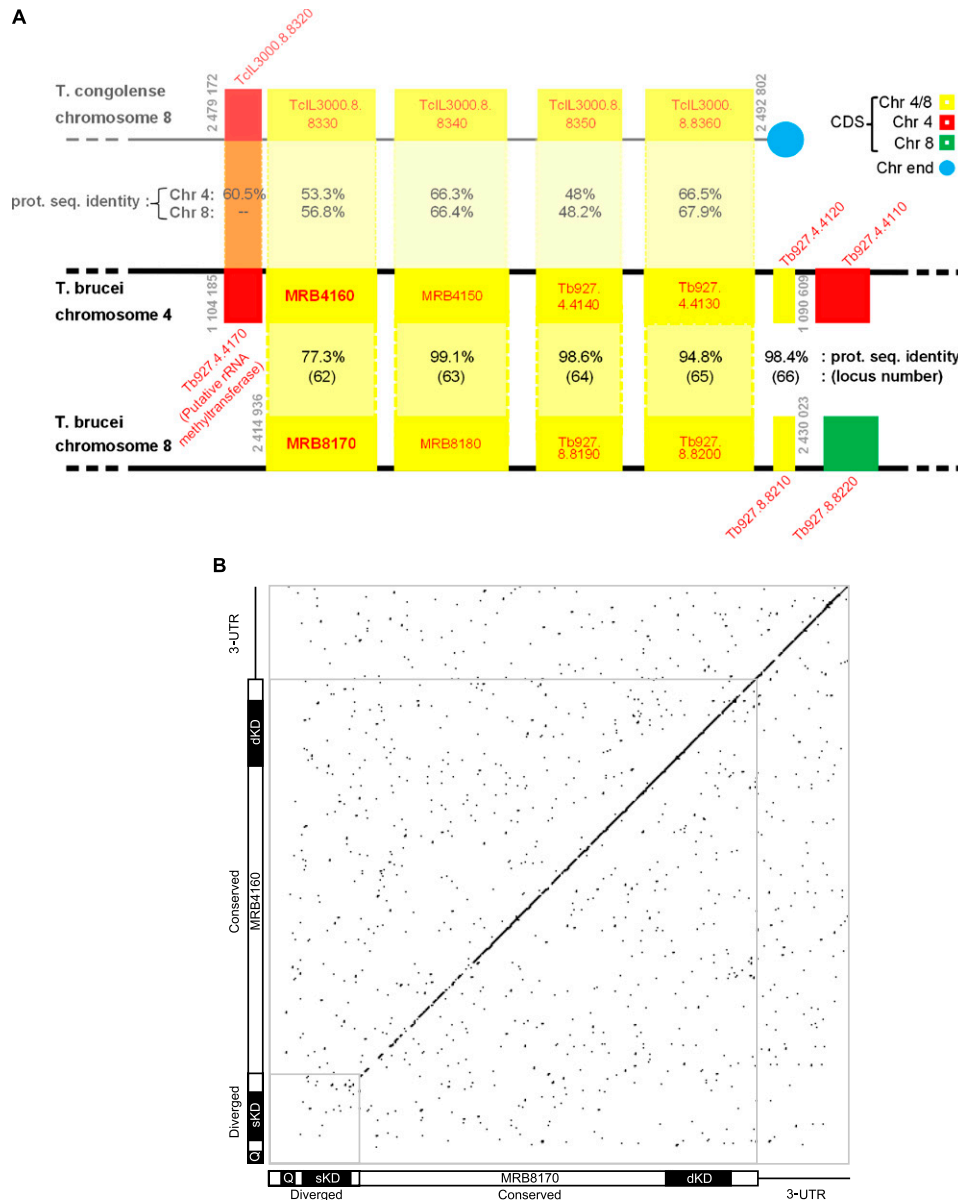 A
TcIL3000.8.8320
T. congolense
chromosome 8
2 479 172
TcIL3000.8.
8330
TcIL3000.8.
8340
TcIL3000.
8.8350
TcIL3000.
8.8360
2 492 802
CDS
Chr 4/8
Chr 4
Chr 8
Chr end
prot. seq. identity :
Chr 4: 60.5% 53.3% 66.3% 48% 66.5%
Chr 8: -- 56.8% 66.4% 48.2% 67.9%
Tb927.4.4120
Tb927.4.4110
T. brucei
chromosome 4
1 104 185
MRB4160
MRB4150
Tb927.
4.4140
Tb927.
4.4130
1 090 609
Tb927.4.4170
(Putative rRNA
methyltransferase)
77.3% 99.1% 98.6% 94.8% 98.4% : prot. seq. identity
(62) (63) (64) (65) (66) : (locus number)
T. brucei
chromosome 8
2 414 936
MRB8170
MRB8180
Tb927.
8.8190
Tb927.
8.8200
2 430 023
Tb927.8.8210
Tb927.8.8220
B
3-UTR
dKD
Conserved
MRB4160
Diverged
sKD
Q
Q sKD MRB8170 dKD
Diverged Conserved 3-UTR